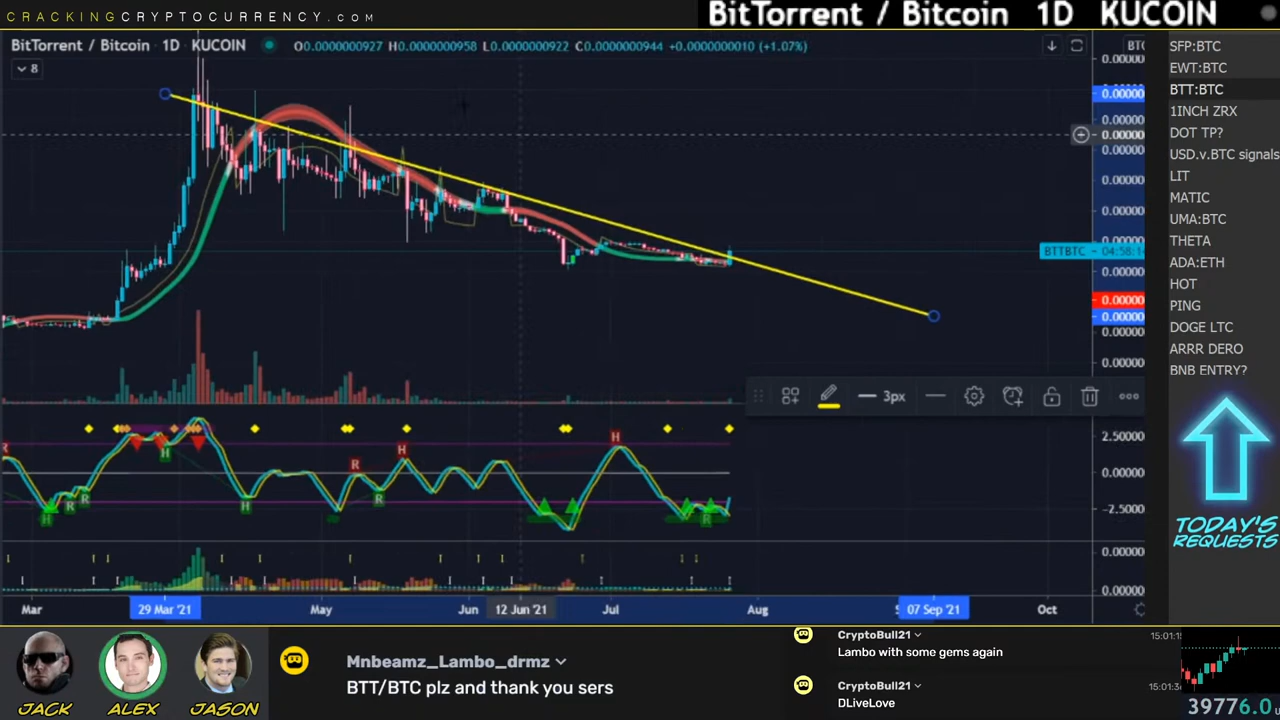 CRACKINGCRYPTOCURRENCY.com
BitTorrent / Bitcoin 1D KUCOIN
BitTorrent / Bitcoin · 1D · KUCOIN
O0.0000000927 H0.0000000958 L0.0000000922 C0.0000000944 +0.0000000010 (+1.07%)
8
SFP:BTC
EWT:BTC
BTT:BTC
1INCH ZRX
DOT TP?
USD.v.BTC signals
LIT
MATIC
UMA:BTC
THETA
ADA:ETH
HOT
PING
DOGE LTC
ARRR DERO
BNB ENTRY?
TODAY'S
REQUESTS
BTTBTC
3px
2.50000
0.00000
-2.50000
Mar
29 Mar '21
May
Jun
12 Jun '21
Jul
Aug
07 Sep '21
Oct
JACK
ALEX
JASON
Mnbeamz_Lambo_drmz
BTT/BTC plz and thank you sers
CryptoBull21
Lambo with some gems again
CryptoBull21
DLiveLove
39776.0